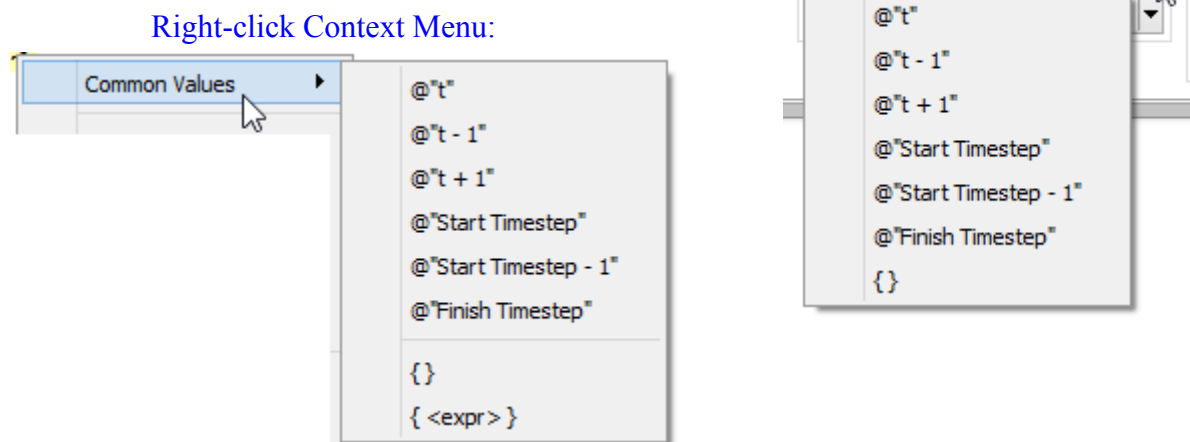 Right-click Context Menu:
Common Values
@"t"
@"t - 1"
@"t + 1"
@"Start Timestep"
@"Start Timestep - 1"
@"Finish Timestep"
{}
{ <expr> }
@"t"
@"t - 1"
@"t + 1"
@"Start Timestep"
@"Start Timestep - 1"
@"Finish Timestep"
{}